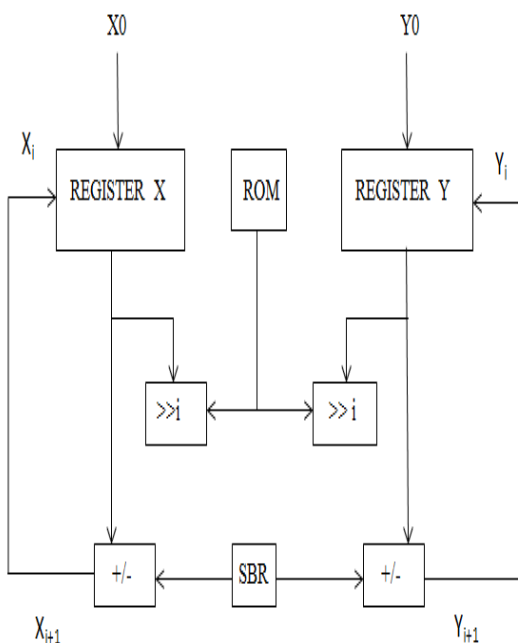 X0
Y0
Xᵢ
REGISTER X
ROM
REGISTER Y
Yᵢ
>>i
>>i
+/-
SBR
+/-
Xᵢ₊₁
Yᵢ₊₁